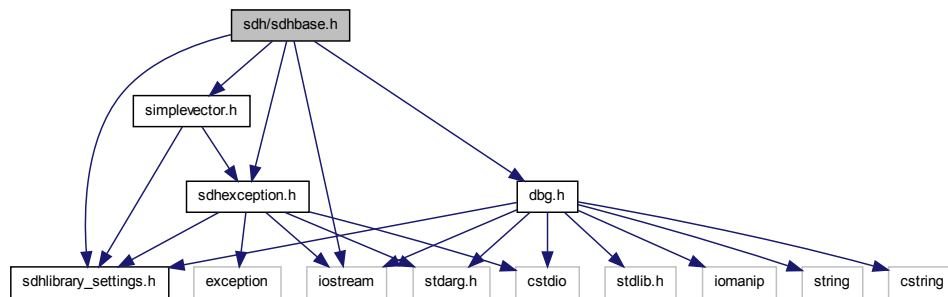 sdh/sdhbase.h
simplevector.h
sdhexception.h
dbg.h
sdhlibrary_settings.h
exception
iostream
stdarg.h
cstdio
stdlib.h
iomanip
string
cstring